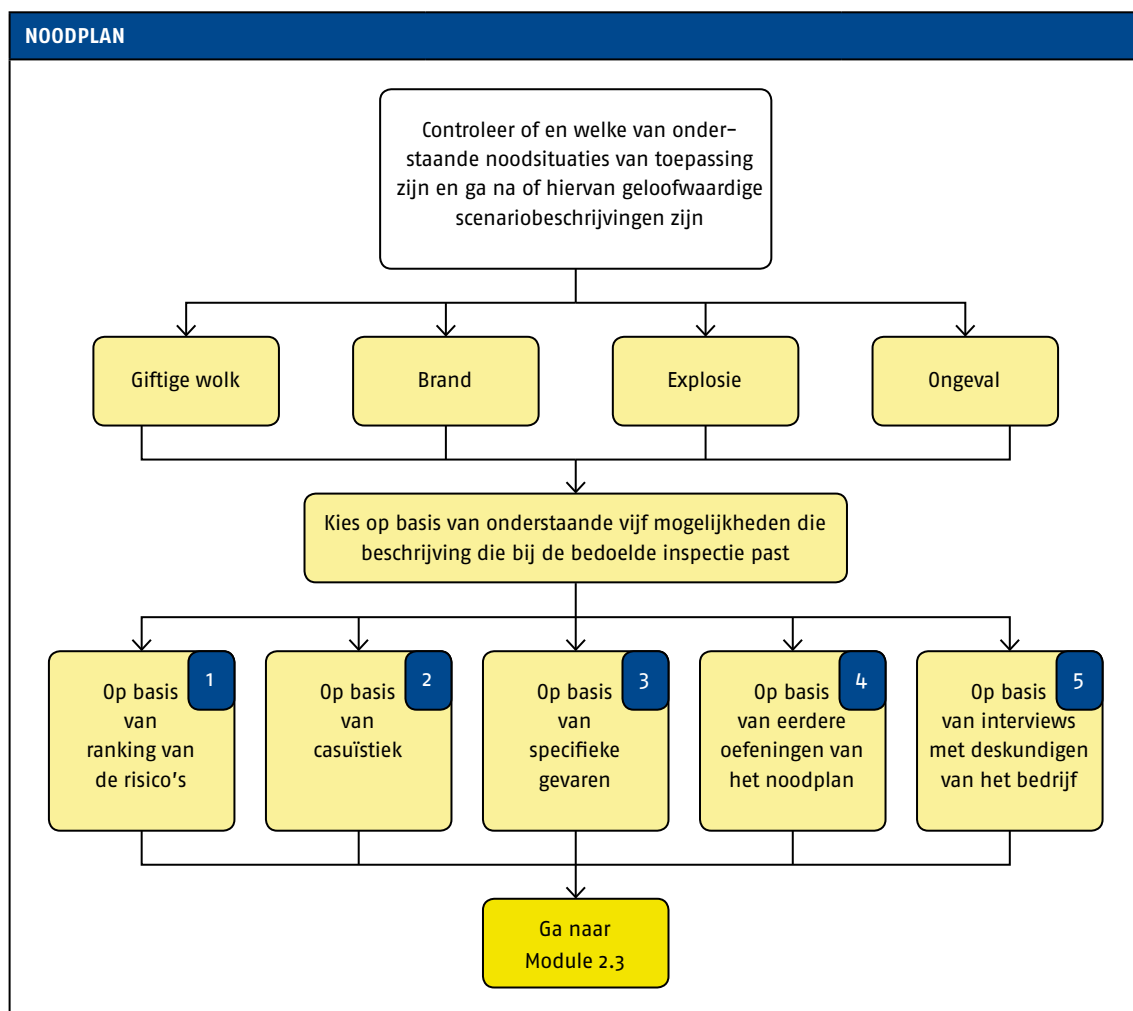 NOODPLAN
Controleer of en welke van onder-
staande noodsituaties van toepassing
zijn en ga na of hiervan geloofwaardige
scenariobeschrijvingen zijn
Giftige wolk
Brand
Explosie
Ongeval
Kies op basis van onderstaande vijf mogelijkheden die
beschrijving die bij de bedoelde inspectie past
1
Op basis
van
ranking van
de risico's
2
Op basis
van
casuïstiek
3
Op basis
van
specifieke
gevaren
4
Op basis
van eerdere
oefeningen van
het noodplan
5
Op basis
van interviews
met deskundigen
van het bedrijf
Ga naar
Module 2.3